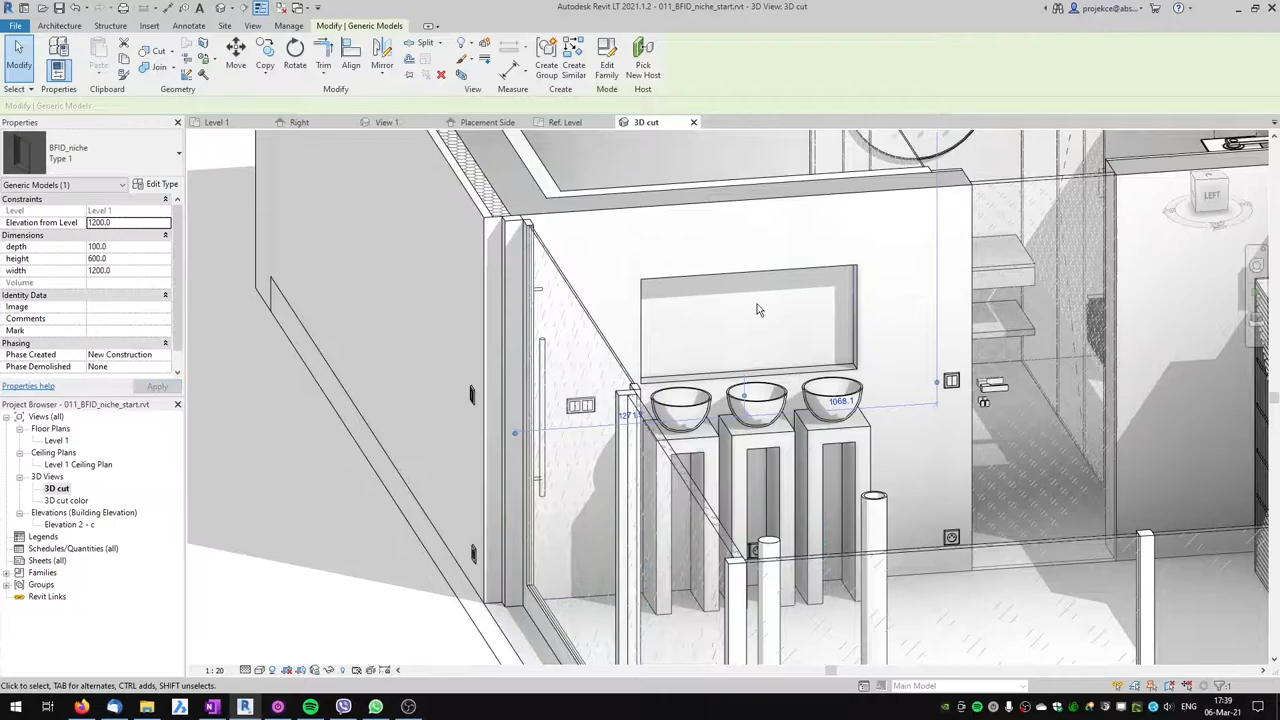 Autodesk Revit LT 2021.1.2 - 011_BFID_niche_start.rvt - 3D View: 3D cut
projekce@abs...
File
Architecture
Structure
Insert
Annotate
Site
View
Manage
Modify | Generic Models
Modify
Select
Properties
Paste
Clipboard
Cut
Join
Geometry
Move
Copy
Rotate
Trim
Align
Mirror
Split
Modify
View
Measure
Create Group
Create Similar
Create
Edit Family
Mode
Pick New Host
Host
Modify | Generic Models
Properties
Level 1
Right
View 1
Placement Side
Ref. Level
3D cut
BFID_niche
Type 1
Generic Models (1)
Edit Type
Constraints
Level Level 1
Elevation from Level 1200.0
Dimensions
depth 100.0
height 600.0
width 1200.0
Volume
Identity Data
Image
Comments
Mark
Phasing
Phase Created New Construction
Phase Demolished None
Properties help
Apply
Project Browser - 011_BFID_niche_start.rvt
Views (all)
Floor Plans
Level 1
Ceiling Plans
Level 1 Ceiling Plan
3D Views
3D cut
3D cut color
Elevations (Building Elevation)
Elevation 2 - c
Legends
Schedules/Quantities (all)
Sheets (all)
Families
Groups
Revit Links
LEFT
1068.1
1 : 20
Click to select, TAB for alternates, CTRL adds, SHIFT unselects.
Main Model
:1
ENG
17:39
06-Mar-21